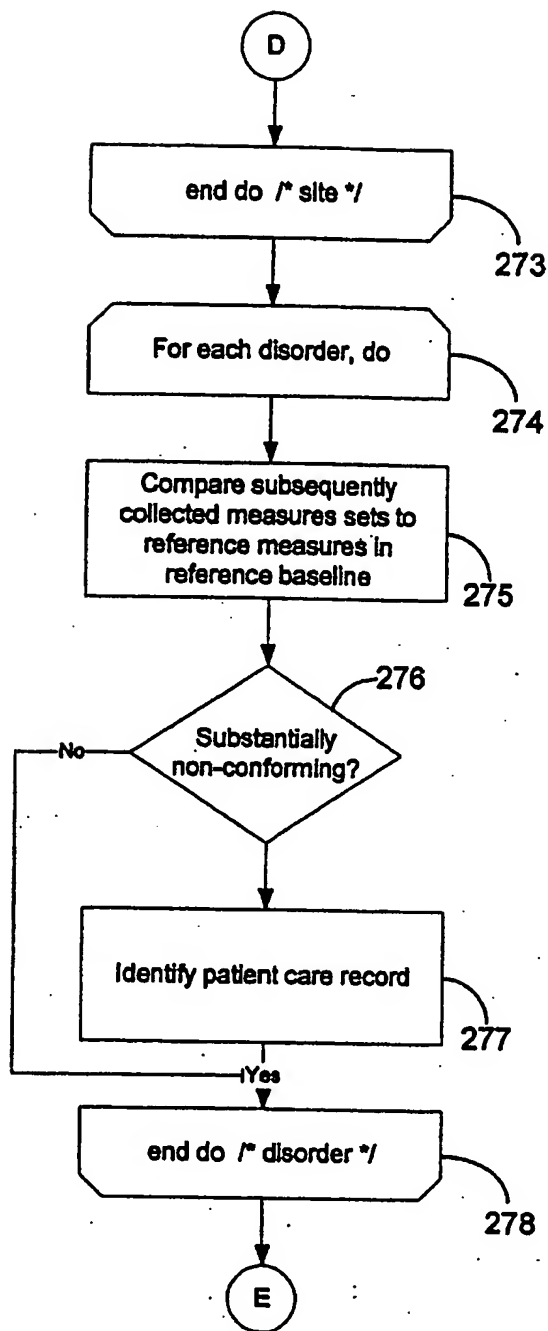 D
end do /* site */
273
For each disorder, do
274
Compare subsequently
collected measures sets to
reference measures in
reference baseline
275
276
Substantially
non-conforming?
No
Identify patient care record
277
Yes
end do /* disorder */
278
E